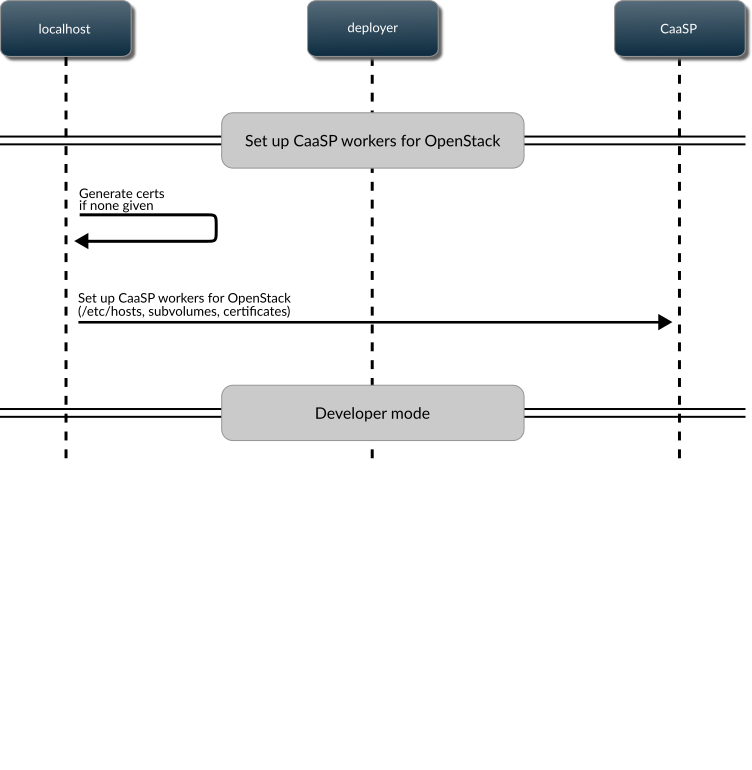 localhost
deployer
CaaSP
Set up CaaSP workers for OpenStack
Generate certs
if none given
Set up CaaSP workers for OpenStack
(/etc/hosts, subvolumes, certificates)
Developer mode